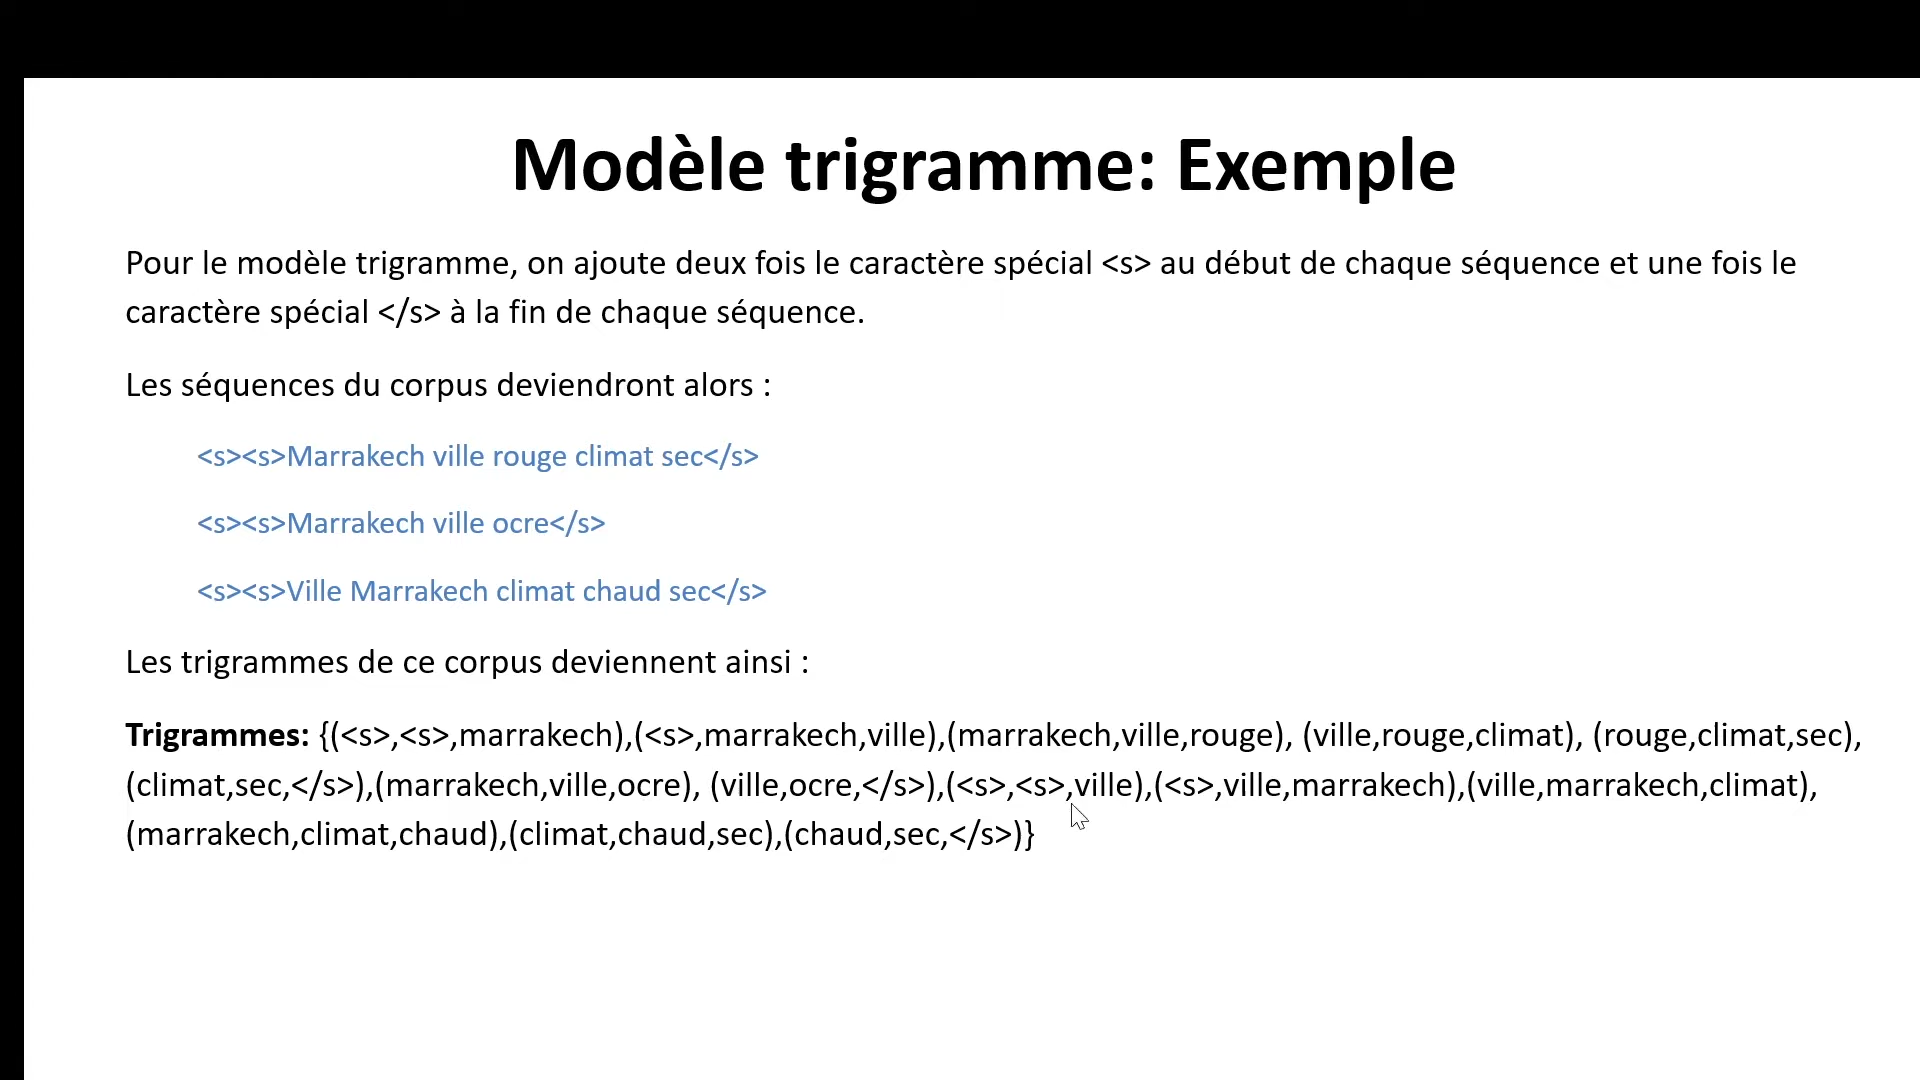 Modèle trigramme: Exemple
Pour le modèle trigramme, on ajoute deux fois le caractère spécial <s> au début de chaque séquence et une fois le
caractère spécial </s> à la fin de chaque séquence.
Les séquences du corpus deviendront alors :
<s><s>Marrakech ville rouge climat sec</s>
<s><s>Marrakech ville ocre</s>
<s><s>Ville Marrakech climat chaud sec</s>
Les trigrammes de ce corpus deviennent ainsi :
Trigrammes: {(<s>,<s>,marrakech),(<s>,marrakech,ville),(marrakech,ville,rouge), (ville,rouge,climat), (rouge,climat,sec),
(climat,sec,</s>),(marrakech,ville,ocre), (ville,ocre,</s>),(<s>,<s>,ville),(<s>,ville,marrakech),(ville,marrakech,climat),
(marrakech,climat,chaud),(climat,chaud,sec),(chaud,sec,</s>)}